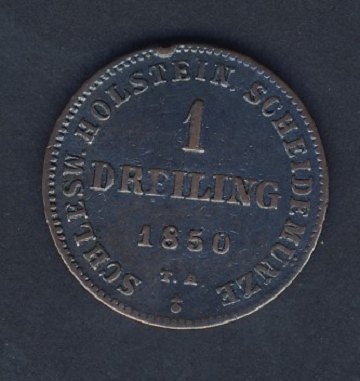 SCHLESW. HOLSTEIN. SCHEIDEMÜNZE
1
DREILING
1850
T. A.